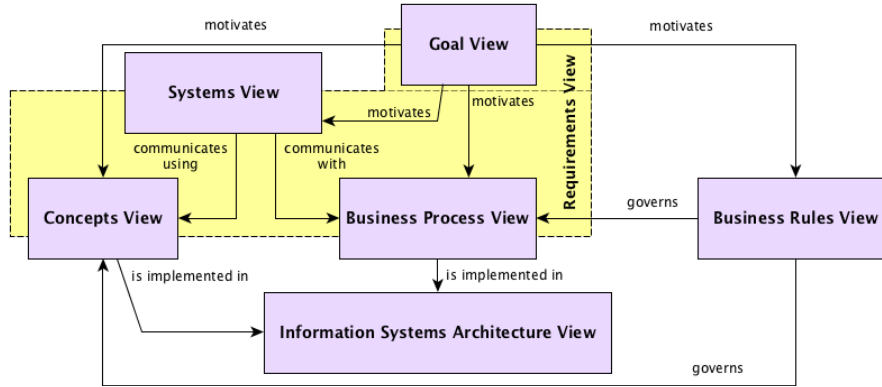 motivates
Goal View
motivates
Systems View
motivates
motivates
Requirements View
communicates
using
communicates
with
Concepts View
Business Process View
governs
Business Rules View
is implemented in
is implemented in
Information Systems Architecture View
governs